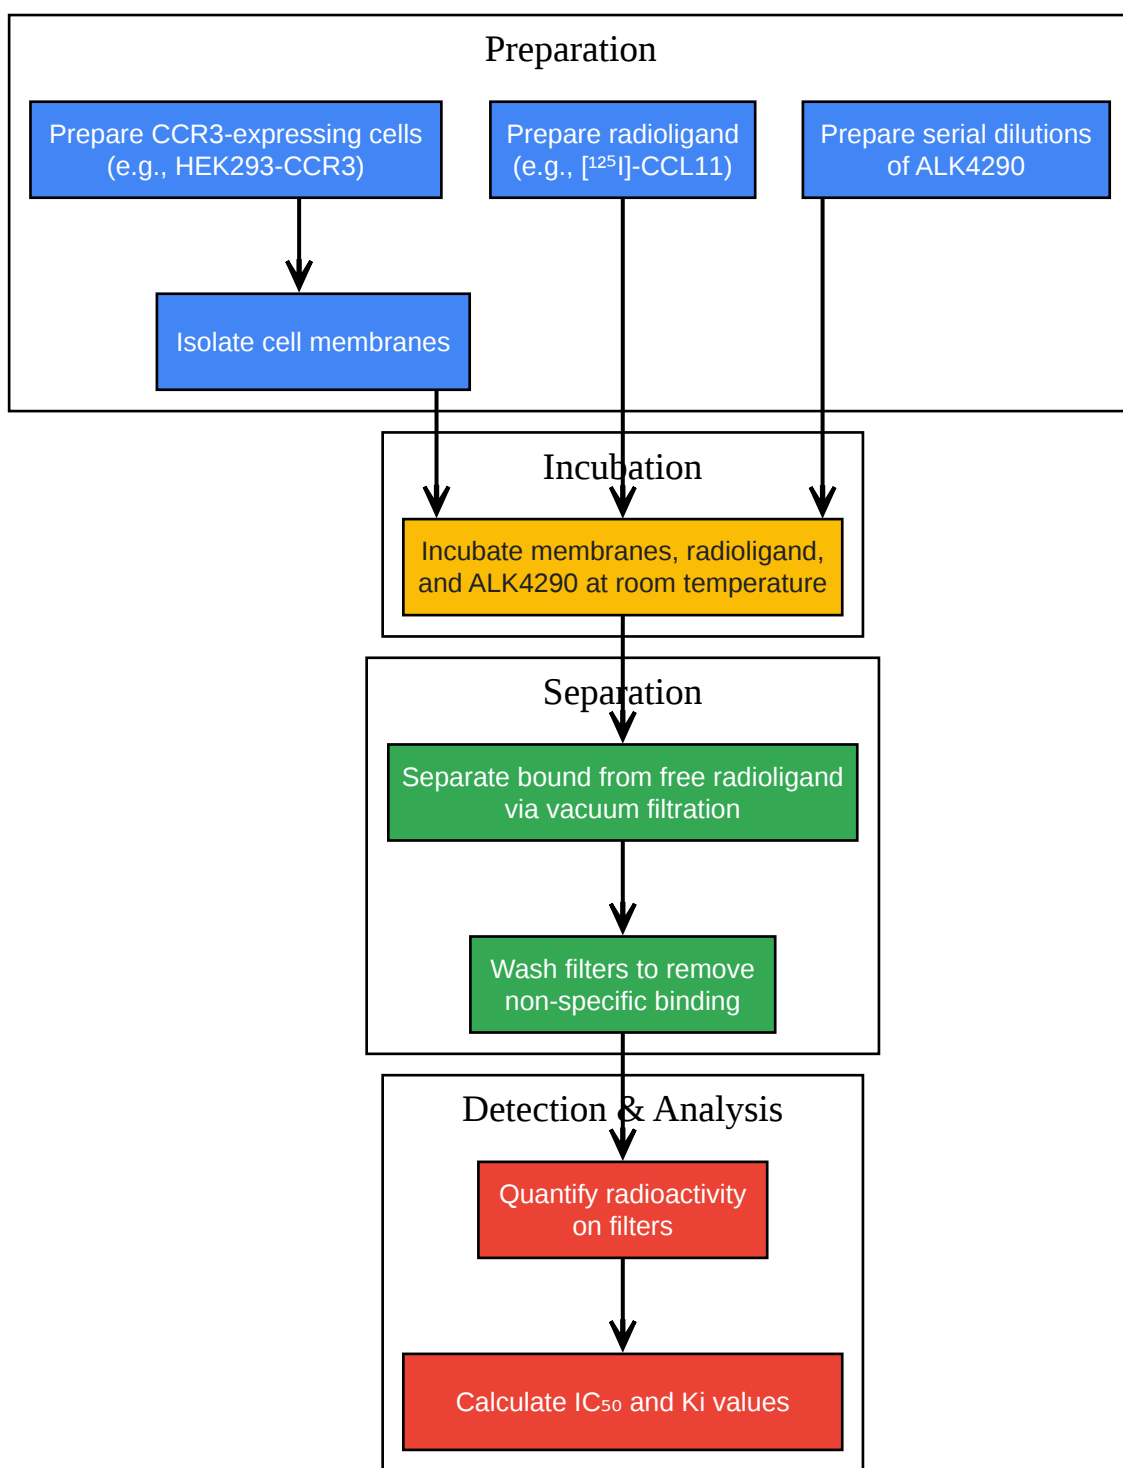 Preparation
Prepare CCR3-expressing cells
(e.g., HEK293-CCR3)
Prepare radioligand
(e.g., [¹²⁵I]-CCL11)
Prepare serial dilutions
of ALK4290
Isolate cell membranes
Incubation
Incubate membranes, radioligand,
and ALK4290 at room temperature
Separation
Separate bound from free radioligand
via vacuum filtration
Wash filters to remove
non-specific binding
Detection & Analysis
Quantify radioactivity
on filters
Calculate IC₅₀ and Ki values